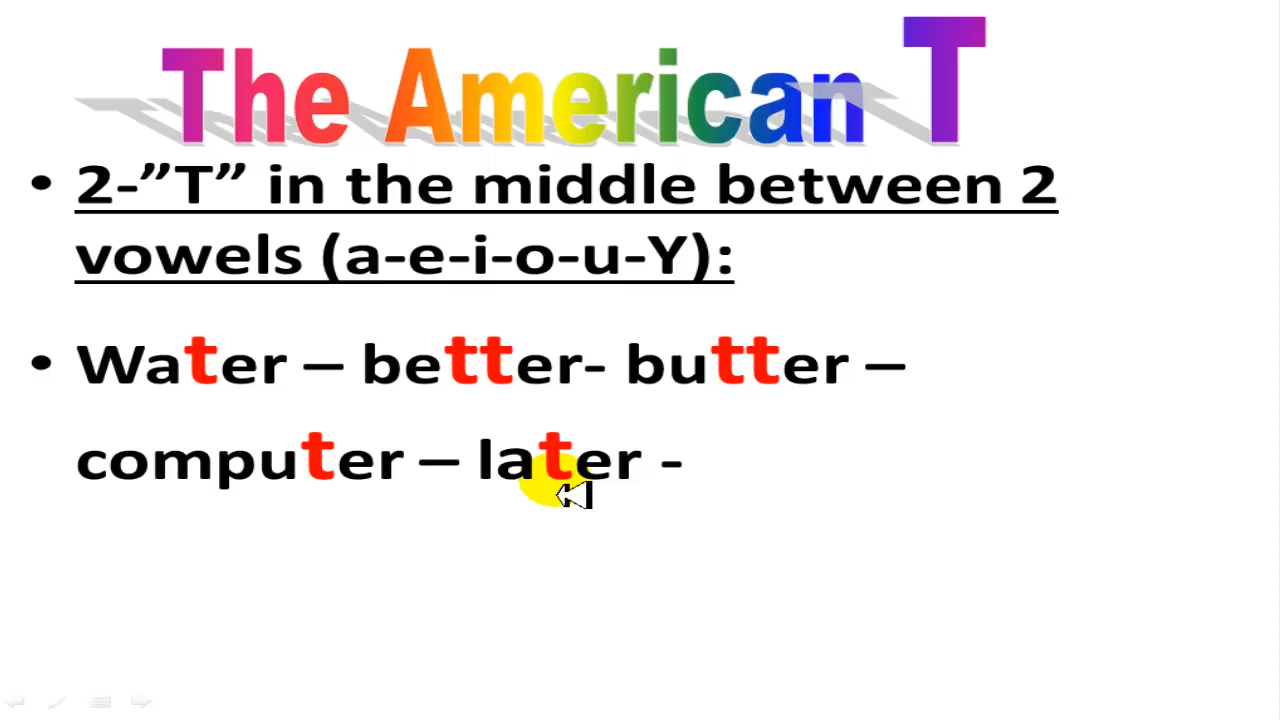 The American T
• 2-”T” in the middle between 2
vowels (a-e-i-o-u-Y):
• Water – better- butter –
computer – later -